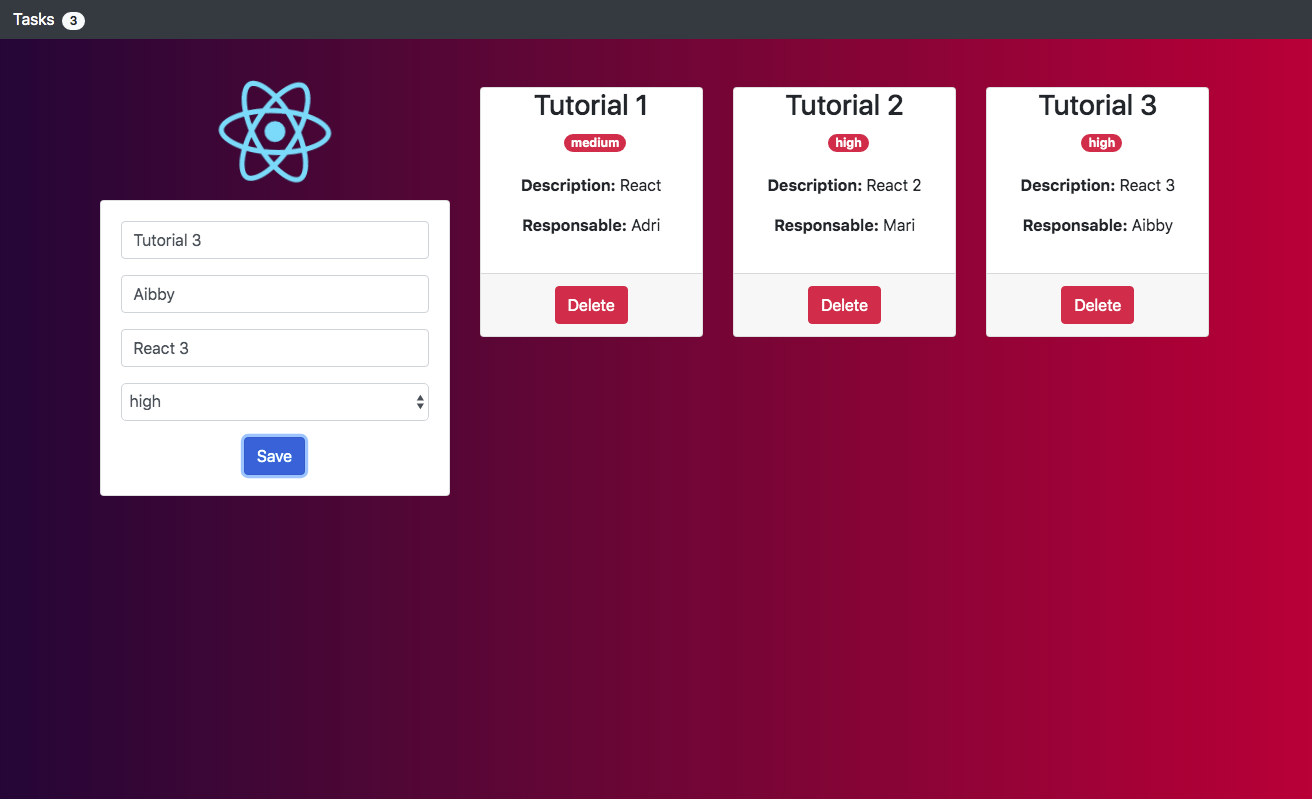 Tasks 3
Tutorial 3
Aibby
React 3
high
Save
Tutorial 1
medium
Description: React
Responsable: Adri
Delete
Tutorial 2
high
Description: React 2
Responsable: Mari
Delete
Tutorial 3
high
Description: React 3
Responsable: Aibby
Delete